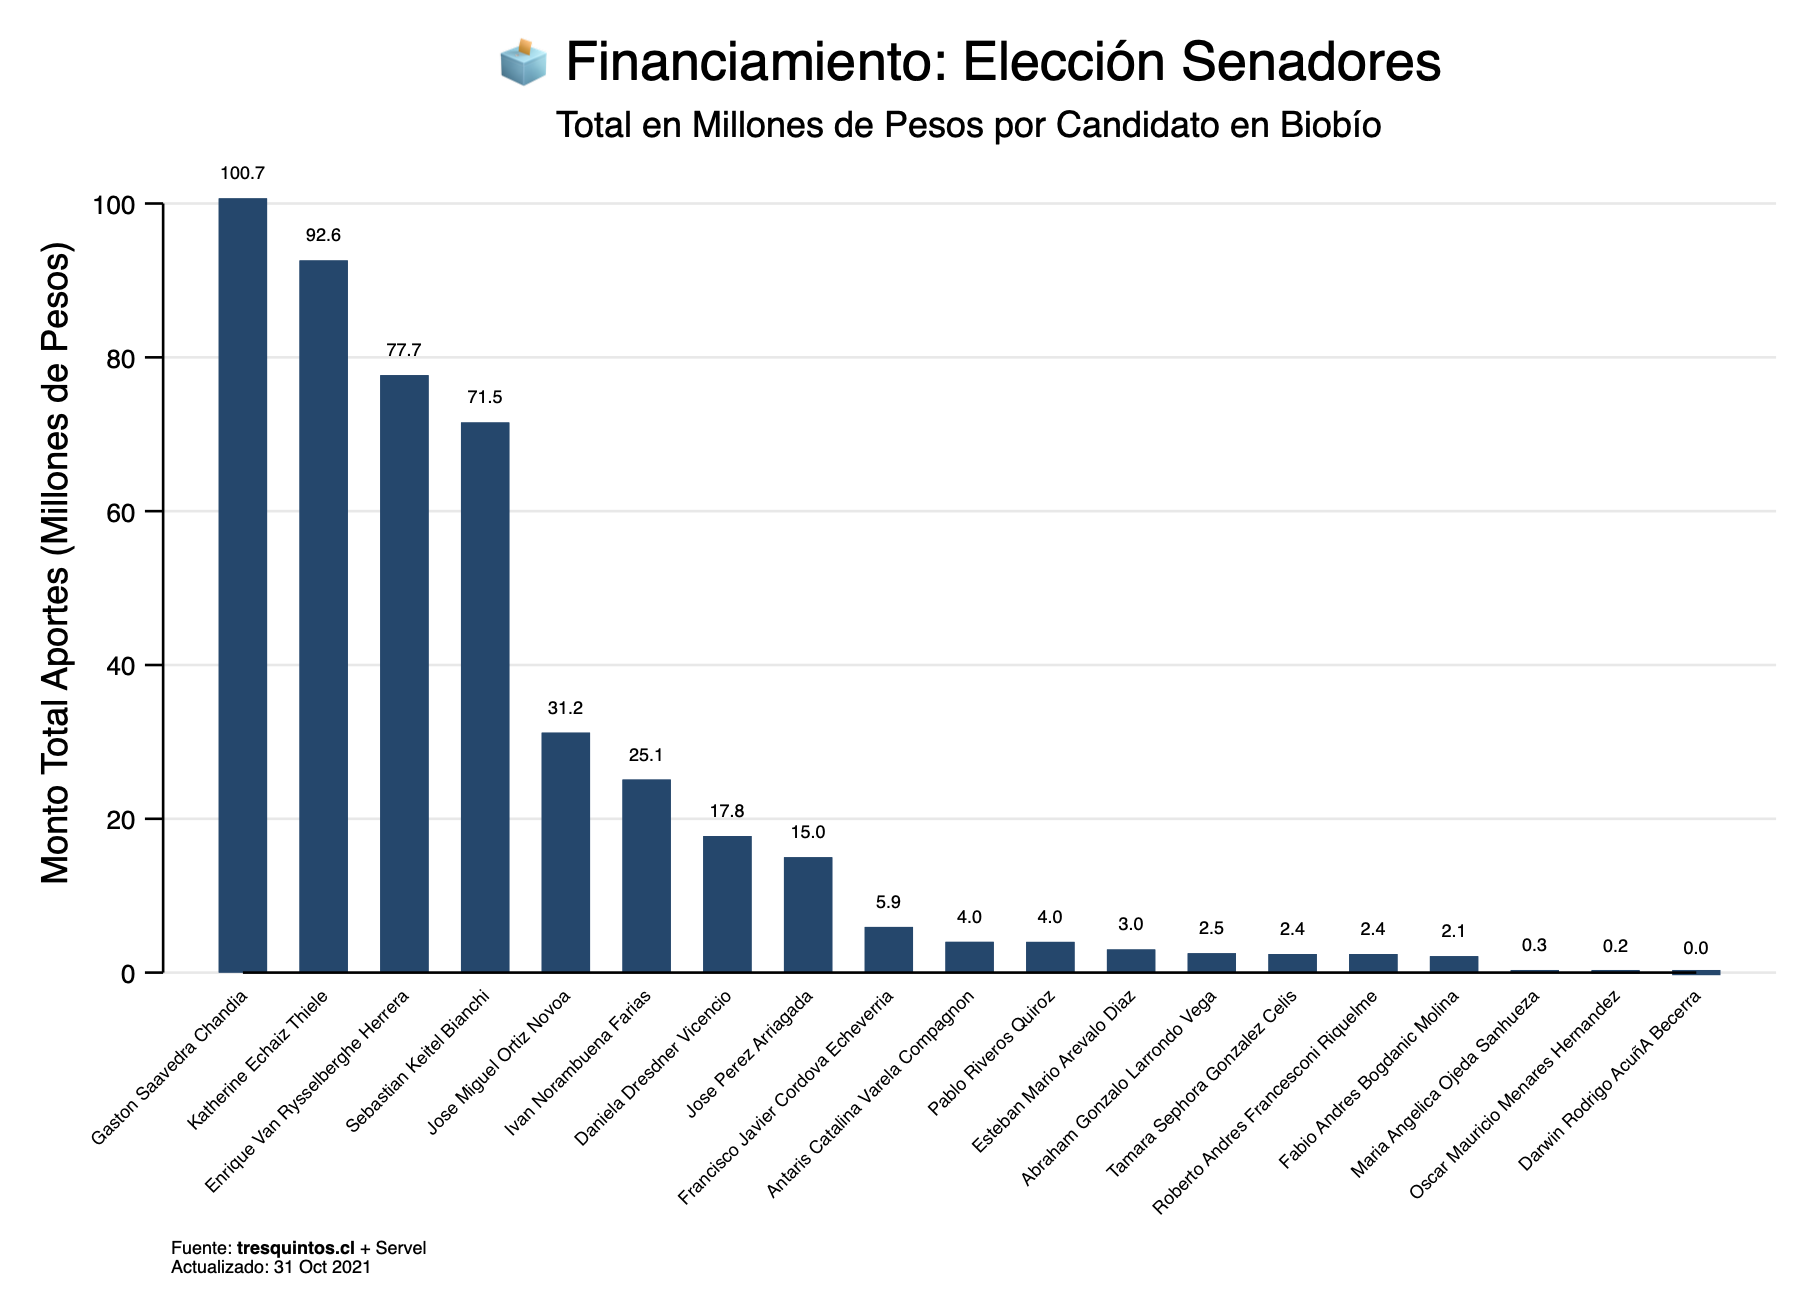 Financiamiento: Elección Senadores
Total en Millones de Pesos por Candidato en Biobío
Monto Total Aportes (Millones de Pesos)
100
80
60
40
20
0
100.7
92.6
77.7
71.5
31.2
25.1
17.8
15.0
5.9
4.0
4.0
3.0
2.5
2.4
2.4
2.1
0.3
0.2
0.0
Gaston Saavedra Chandia
Katherine Echaiz Thiele
Enrique Van Rysselberghe Herrera
Sebastian Keitel Bianchi
Jose Miguel Ortiz Novoa
Ivan Norambuena Farias
Daniela Dresdner Vicencio
Jose Perez Arriagada
Francisco Javier Cordova Echeverria
Antaris Catalina Varela Compagnon
Pablo Riveros Quiroz
Esteban Mario Arevalo Diaz
Abraham Gonzalo Larrondo Vega
Tamara Sephora Gonzalez Celis
Roberto Andres Francesconi Riquelme
Fabio Andres Bogdanic Molina
Maria Angelica Ojeda Sanhueza
Oscar Mauricio Menares Hernandez
Darwin Rodrigo AcuñA Becerra
Fuente: tresquintos.cl + Servel
Actualizado: 31 Oct 2021